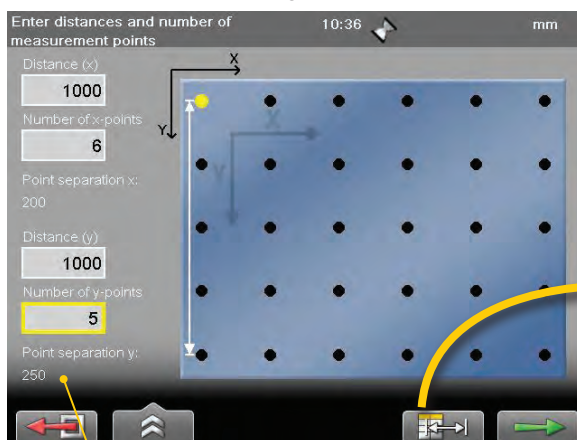 Enter distances and number of
measurement points
10:36
mm
Distance (x)
1000
Number of x-points
6
Point separation x:
200
Distance (y)
1000
Number of y-points
5
Point separation y:
250
X
Y
X
Y